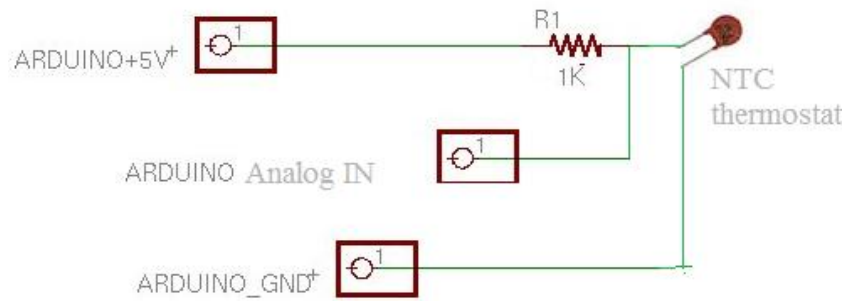 R1
1
ARDUINO+5V+
1K
NTC
thermostat
1
ARDUINO Analog IN
1
ARDUINO_GND+